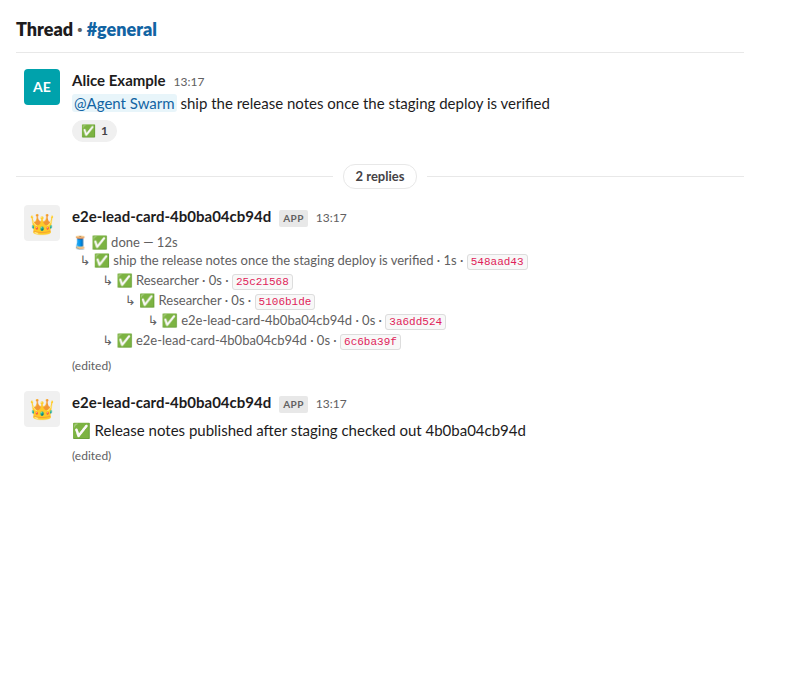 Thread • #general
AE
Alice Example 13:17
@Agent Swarm ship the release notes once the staging deploy is verified
✅ 1
2 replies
e2e-lead-card-4b0ba04cb94d APP 13:17
🧵 ✅ done — 12s
↳ ✅ ship the release notes once the staging deploy is verified · 1s · 548aad43
↳ ✅ Researcher · 0s · 25c21568
↳ ✅ Researcher · 0s · 5106b1de
↳ ✅ e2e-lead-card-4b0ba04cb94d · 0s · 3a6dd524
↳ ✅ e2e-lead-card-4b0ba04cb94d · 0s · 6c6ba39f
(edited)
e2e-lead-card-4b0ba04cb94d APP 13:17
✅ Release notes published after staging checked out 4b0ba04cb94d
(edited)